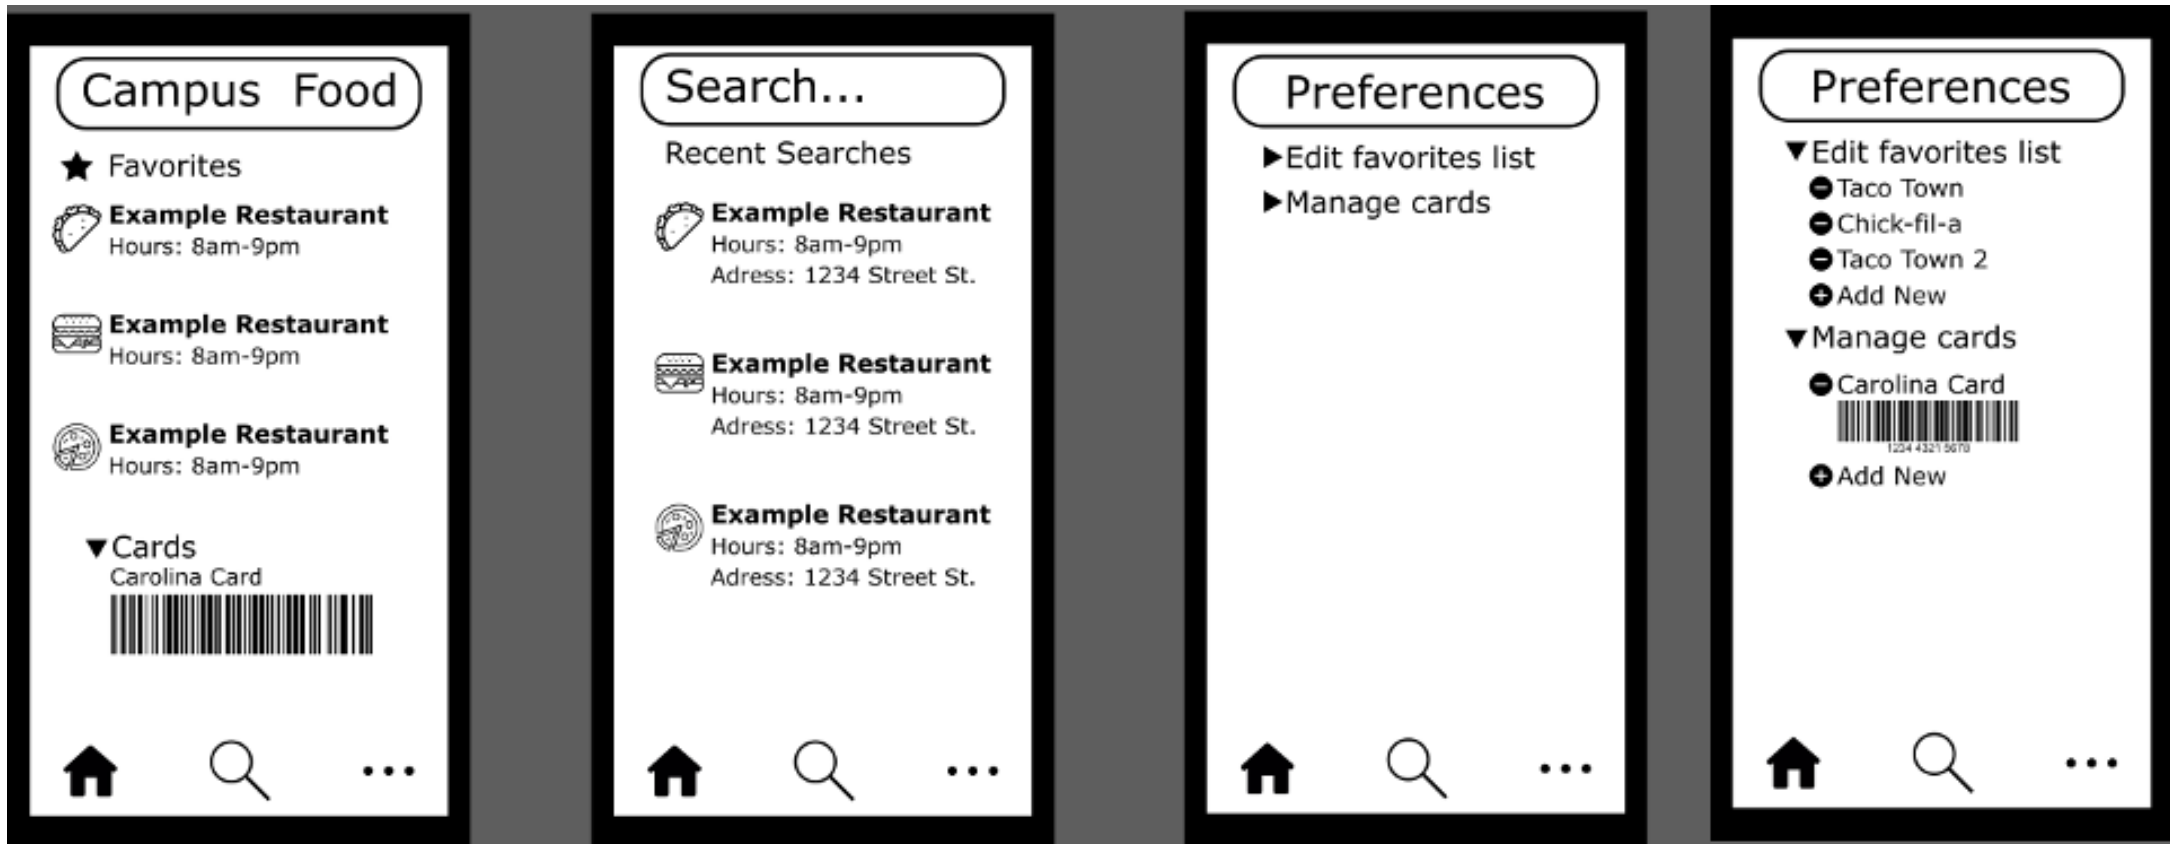 Campus Food
Favorites
Example Restaurant
Hours: 8am-9pm
Example Restaurant
Hours: 8am-9pm
Example Restaurant
Hours: 8am-9pm
Cards
Carolina Card
Search...
Recent Searches
Example Restaurant
Hours: 8am-9pm
Adress: 1234 Street St.
Example Restaurant
Hours: 8am-9pm
Adress: 1234 Street St.
Example Restaurant
Hours: 8am-9pm
Adress: 1234 Street St.
Preferences
Edit favorites list
Manage cards
Preferences
Edit favorites list
Taco Town
Chick-fil-a
Taco Town 2
Add New
Manage cards
Carolina Card
1234 4321 5678
Add New